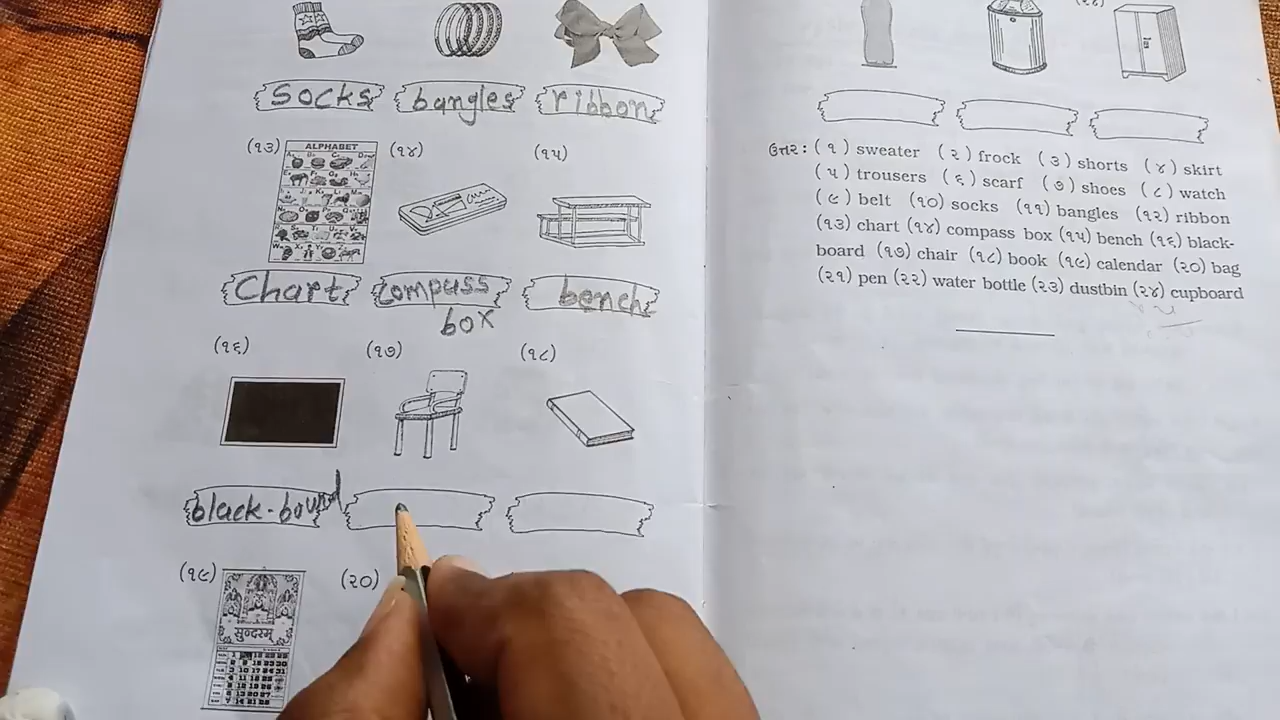 socks bangles ribbon
(૧૩) ALPHABET (૧૪) (૧૫)
Chart compass bench
box
(૧૬) (૧૭) (૧૮)
black-board
(૧૯) (૨૦)
सुन्दरम्
(૨૪)
ઉત્તર : (૧) sweater (૨) frock (૩) shorts (૪) skirt
(૫) trousers (૬) scarf (૭) shoes (૮) watch
(૯) belt (૧૦) socks (૧૧) bangles (૧૨) ribbon
(૧૩) chart (૧૪) compass box (૧૫) bench (૧૬) black-
board (૧૭) chair (૧૮) book (૧૯) calendar (૨૦) bag
(૨૧) pen (૨૨) water bottle (૨૩) dustbin (૨૪) cupboard